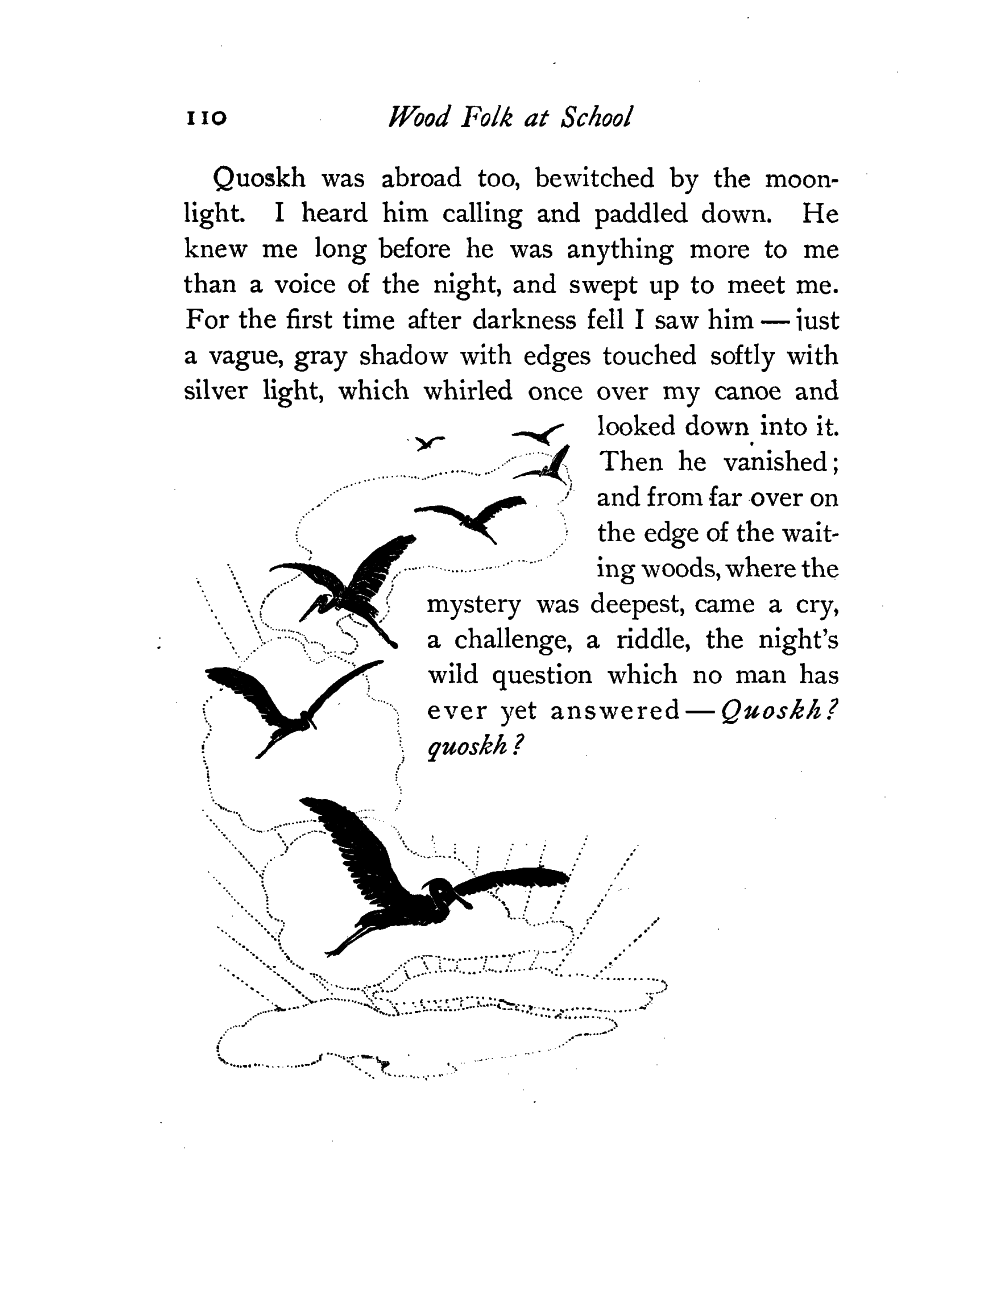 110 Wood Folk at School
Quoskh was abroad too, bewitched by the moon-
light. I heard him calling and paddled down. He
knew me long before he was anything more to me
than a voice of the night, and swept up to meet me.
For the first time after darkness fell I saw him — just
a vague, gray shadow with edges touched softly with
silver light, which whirled once over my canoe and
looked down into it.
Then he vanished;
and from far over on
the edge of the wait-
ing woods, where the
mystery was deepest, came a cry,
a challenge, a riddle, the night's
wild question which no man has
ever yet answered — Quoskh?
quoskh?